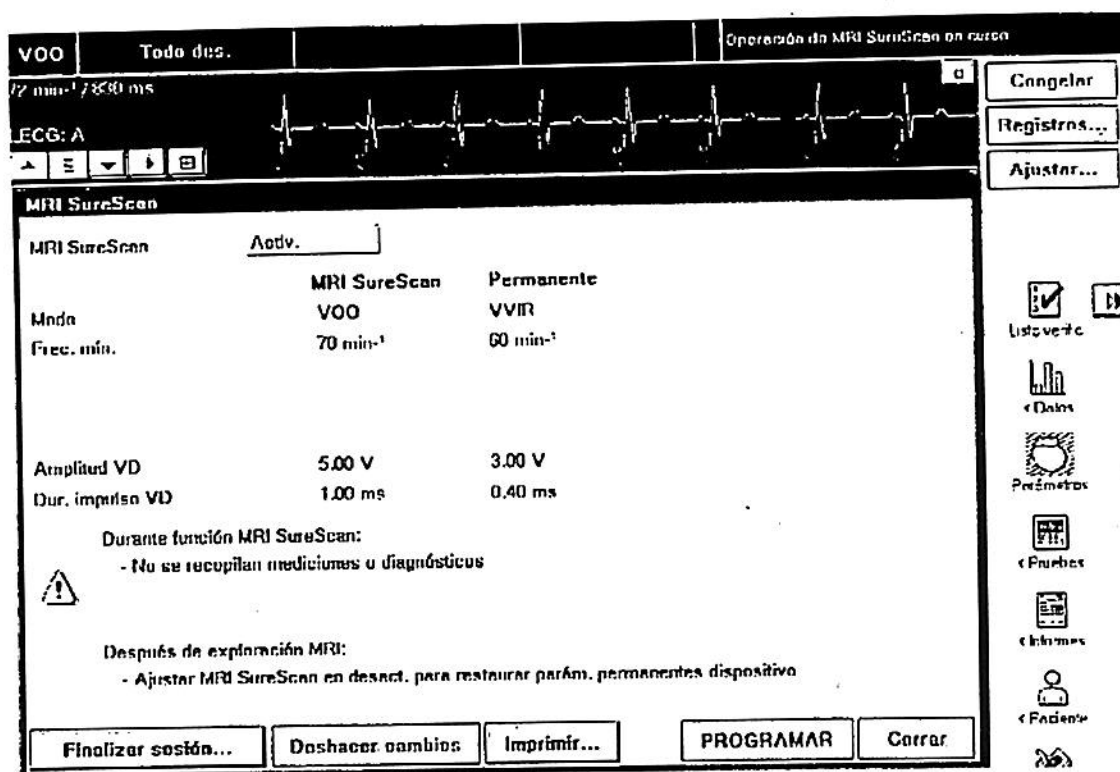 VOO
Todo des.
Operación de MRI SureScan en curso
72 min-¹ / 830 ms
LECG: A
Congelar
Registros...
Ajustar...
MRI SureScan
MRI SureScan Activ.
MRI SureScan Permanente
Modo VOO VVIR
Frec. mín. 70 min-¹ 60 min-¹
Amplitud VD 5.00 V 3.00 V
Dur. impulso VD 1.00 ms 0.40 ms
Durante función MRI SureScan:
- No se recopilan mediciones o diagnósticos
Después de exploración MRI:
- Ajustar MRI SureScan en desact. para restaurar parám. permanentes dispositivo
Finalizar sesión...
Deshacer cambios
Imprimir...
PROGRAMAR
Cerrar
Lista verific.
< Datos
Parámetros
< Pruebas
< Informes
< Paciente